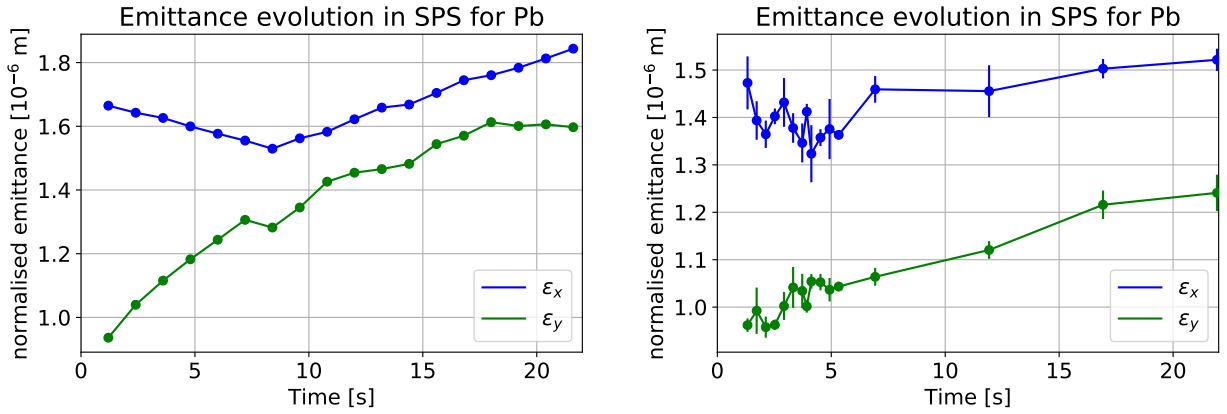 Emittance evolution in SPS for Pb
normalised emittance [10⁻⁶ m]
1.8
1.6
1.4
1.2
1.0
0
5
10
15
20
Time [s]
εₓ
ε_y
Emittance evolution in SPS for Pb
normalised emittance [10⁻⁶ m]
1.5
1.4
1.3
1.2
1.1
1.0
0
5
10
15
20
Time [s]
εₓ
ε_y